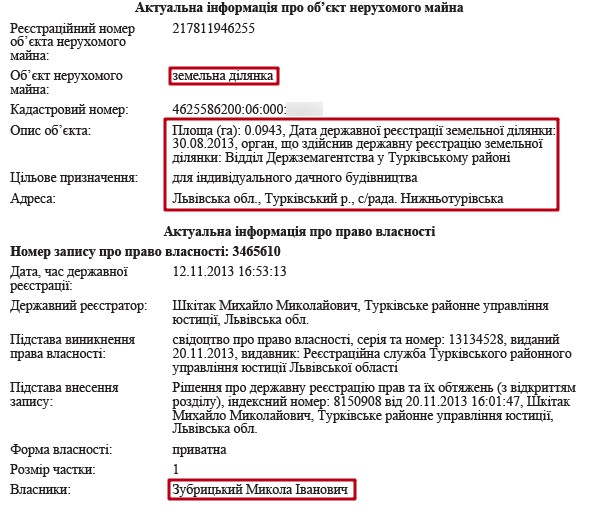 Актуальна інформація про об’єкт нерухомого майна
Реєстраційний номер 217811946255
об’єкта нерухомого
майна:
Об’єкт нерухомого земельна ділянка
майна:
Кадастровий номер: 4625586200:06:000:
Опис об’єкта: Площа (га): 0.0943, Дата державної реєстрації земельної ділянки:
30.08.2013, орган, що здійснив державну реєстрацію земельної
ділянки: Відділ Держземагентства у Турківському районі
Цільове призначення: для індивідуального дачного будівництва
Адреса: Львівська обл., Турківський р., с/рада. Нижньотурівська
Актуальна інформація про право власності
Номер запису про право власності: 3465610
Дата, час державної 12.11.2013 16:53:13
реєстрації:
Державний реєстратор: Шкітак Михайло Миколайович, Турківське районне управління
юстиції, Львівська обл.
Підстава виникнення свідоцтво про право власності, серія та номер: 13134528, виданий
права власності: 20.11.2013, видавник: Реєстраційна служба Турківського районного
управління юстиції Львівської області
Підстава внесення Рішення про державну реєстрацію прав та їх обтяжень (з відкриттям
запису: розділу), індексний номер: 8150908 від 20.11.2013 16:01:47, Шкітак
Михайло Миколайович, Турківське районне управління юстиції,
Львівська обл.
Форма власності: приватна
Розмір частки: 1
Власники: Зубрицький Микола Іванович